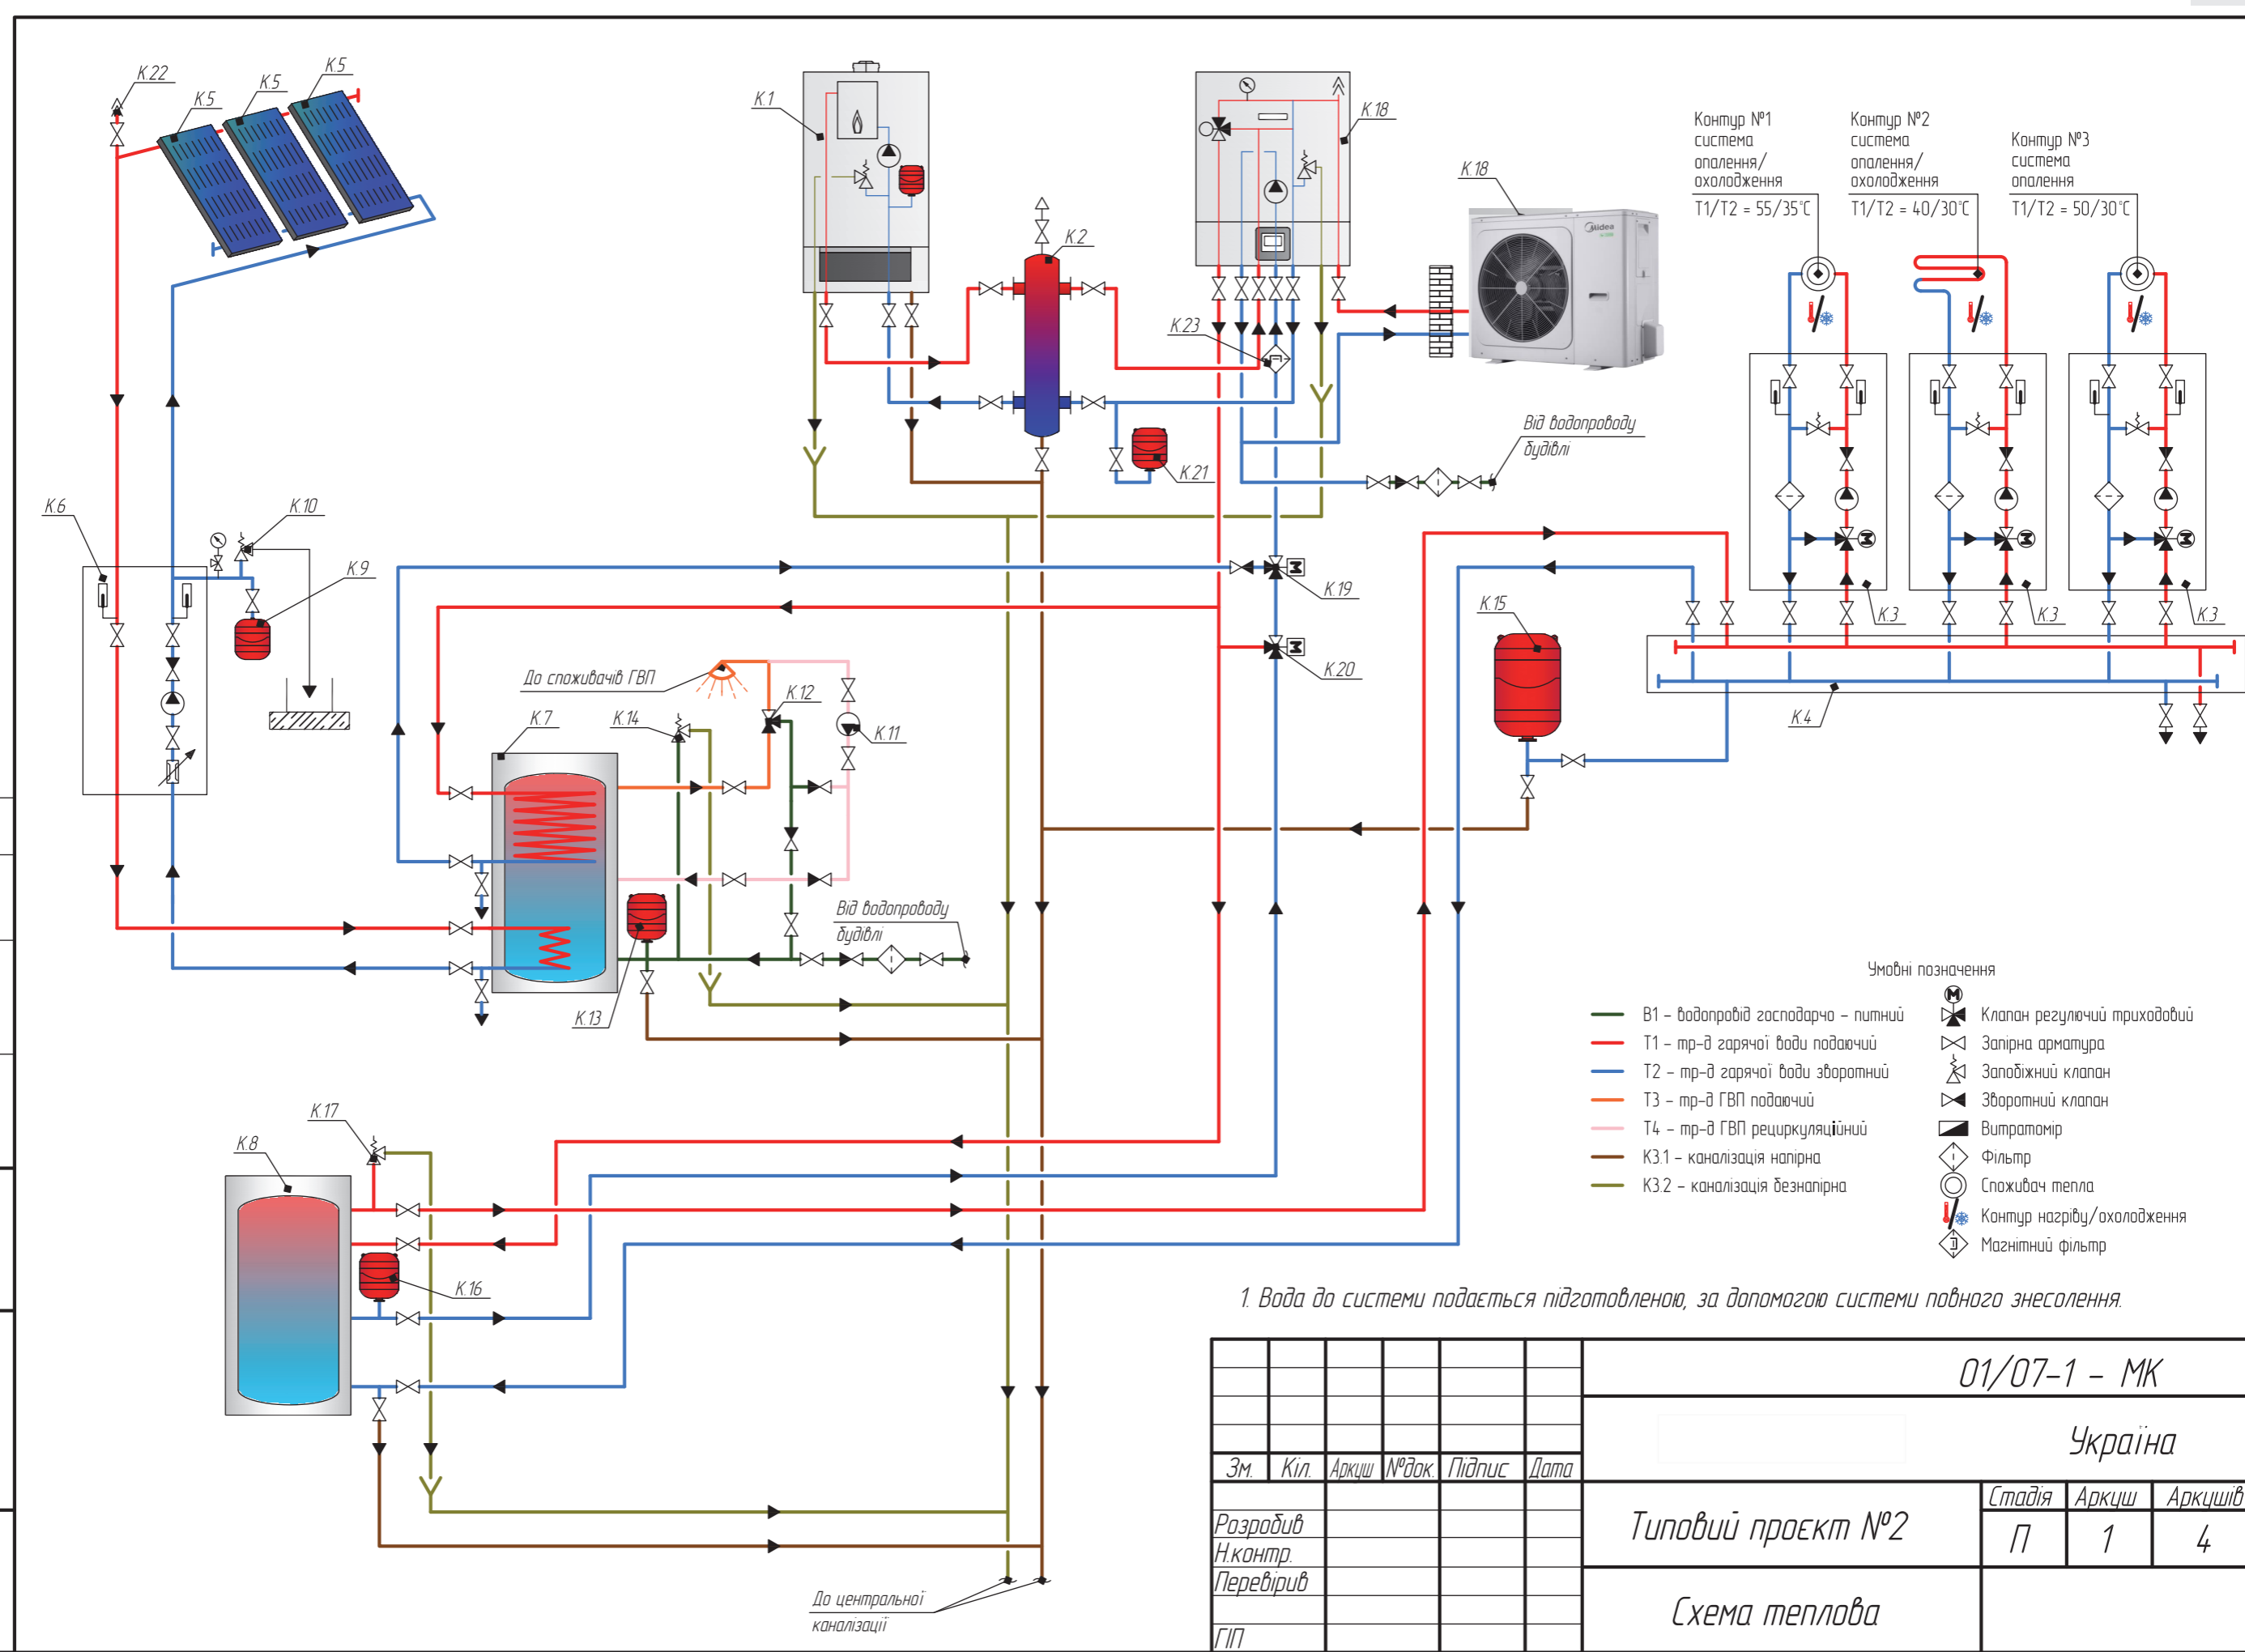 К.22
К.5
К.5
К.5
К.1
К.2
К.18
К.18
Midea
К.23
К.21
Контур №1
система
опалення/
охолодження
Т1/Т2 = 55/35°С
Контур №2
система
опалення/
охолодження
Т1/Т2 = 40/30°С
Контур №3
система
опалення
Т1/Т2 = 50/30°С
Від водопроводу
будівлі
К.6
К.10
К.9
К.19
К.20
М
М
М
М
М
К.3
К.3
К.3
К.15
К.4
До споживачів ГВП
К.7
К.14
К.12
К.11
К.13
Від водопроводу
будівлі
К.17
К.8
К.16
До центральної
каналізації
Умовні позначення
В1 – водопровід господарчо – питний
Т1 – тр-д гарячої води подаючий
Т2 – тр-д гарячої води зворотний
Т3 – тр-д ГВП подаючий
Т4 – тр-д ГВП рециркуляційний
К3.1 – каналізація напірна
К3.2 – каналізація безнапірна
М
Клапан регулючий триходовий
Запірна арматура
Запобіжний клапан
Зворотний клапан
Витратомір
Фільтр
Споживач тепла
Контур нагріву/охолодження
Магнітний фільтр
1. Вода до системи подається підготовленою, за допомогою системи повного знесолення.
01/07-1 – МК
Україна
Зм. Кіл. Аркуш №док. Підпис Дата
Розробив
Н.контр.
Перевірив
ГІП
Типовий проєкт №2
Стадія Аркуш Аркушів
П 1 4
Схема теплова